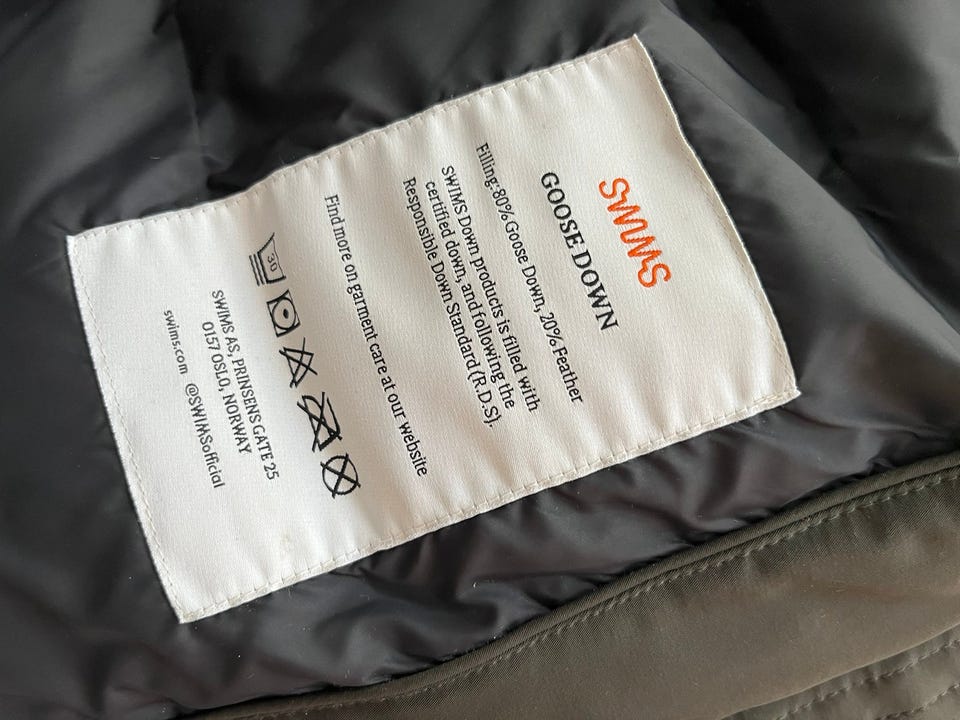 SWIMS
GOOSE DOWN
Filling: 80% Goose Down, 20% Feather
SWIMS Down products is filled with
certified down, and following the
Responsible Down Standard (R.D.S).
Find more on garment care at our website
30
SWIMS AS, PRINSENS GATE 25
0157 OSLO, NORWAY
swims.com @SWIMSofficial